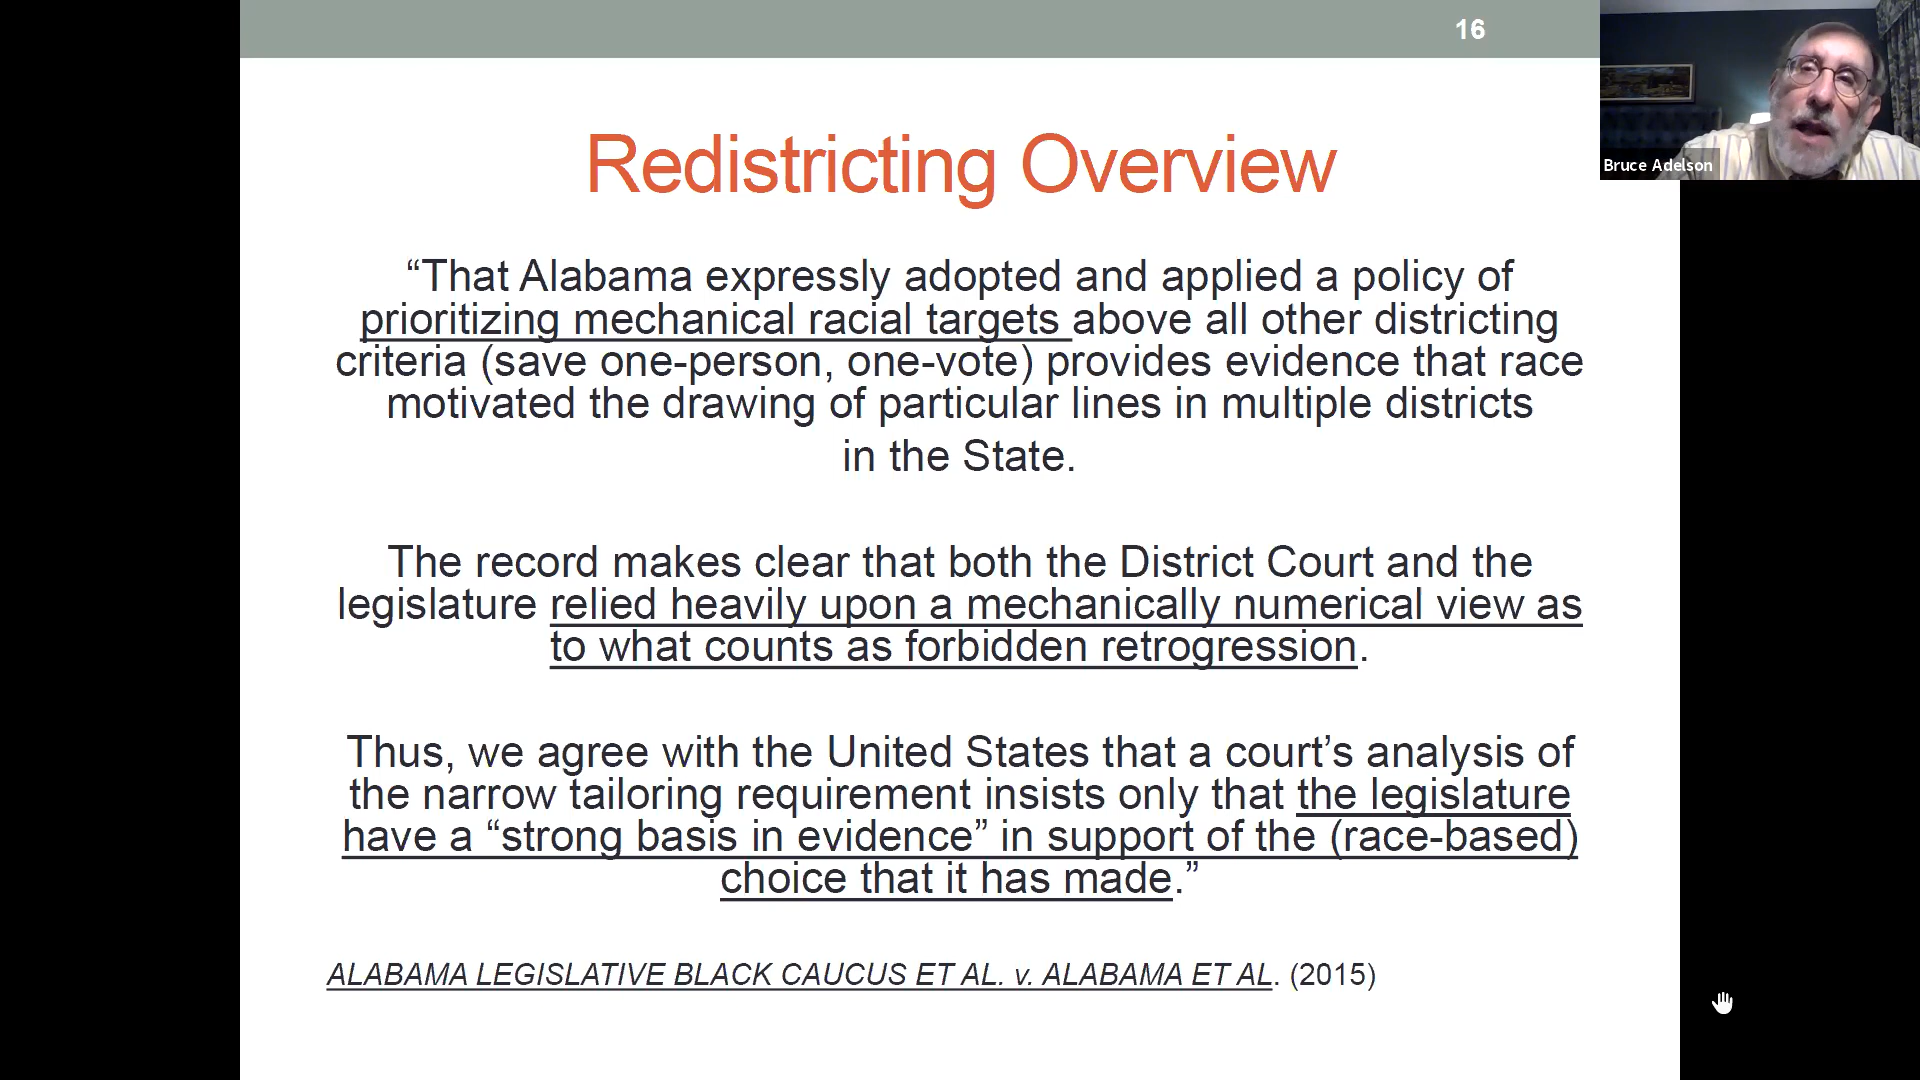 16
Bruce Adelson
Redistricting Overview
“That Alabama expressly adopted and applied a policy of
prioritizing mechanical racial targets above all other districting
criteria (save one-person, one-vote) provides evidence that race
motivated the drawing of particular lines in multiple districts
in the State.
The record makes clear that both the District Court and the
legislature relied heavily upon a mechanically numerical view as
to what counts as forbidden retrogression.
Thus, we agree with the United States that a court’s analysis of
the narrow tailoring requirement insists only that the legislature
have a “strong basis in evidence” in support of the (race-based)
choice that it has made.”
ALABAMA LEGISLATIVE BLACK CAUCUS ET AL. v. ALABAMA ET AL. (2015)